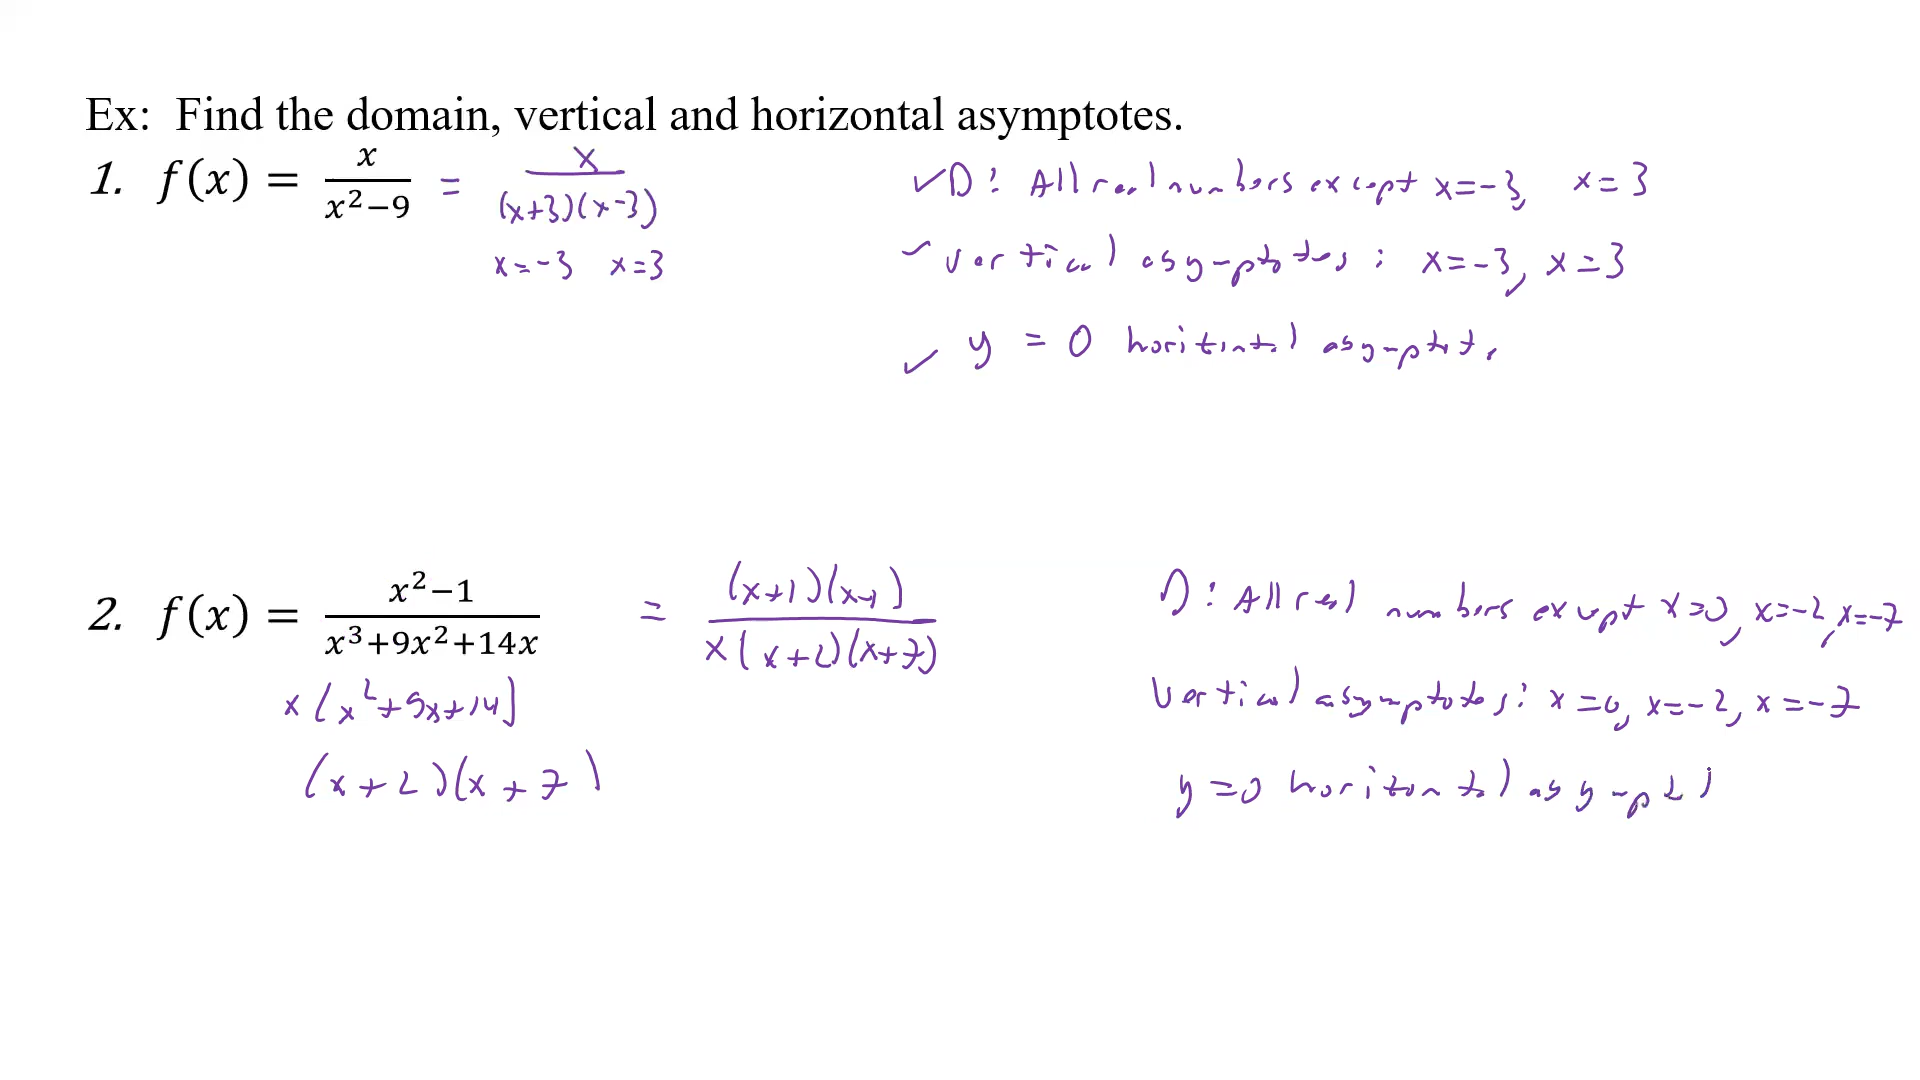 Ex: Find the domain, vertical and horizontal asymptotes.
1. f(x) = x / x²−9 = x / (x+3)(x-3)
x=-3 x=3
✓D: All real numbers except x=-3, x=3
✓vertical asymptotes: x=-3, x=3
✓ y = 0 horizontal asymptote
2. f(x) = x²−1 / x³+9x²+14x = (x+1)(x-1) / x(x+2)(x+7)
x(x²+9x+14)
(x+2)(x+7)
D: All real numbers except x=0, x=-2, x=-7
Vertical asymptotes: x=0, x=-2, x=-7
y=0 horizontal